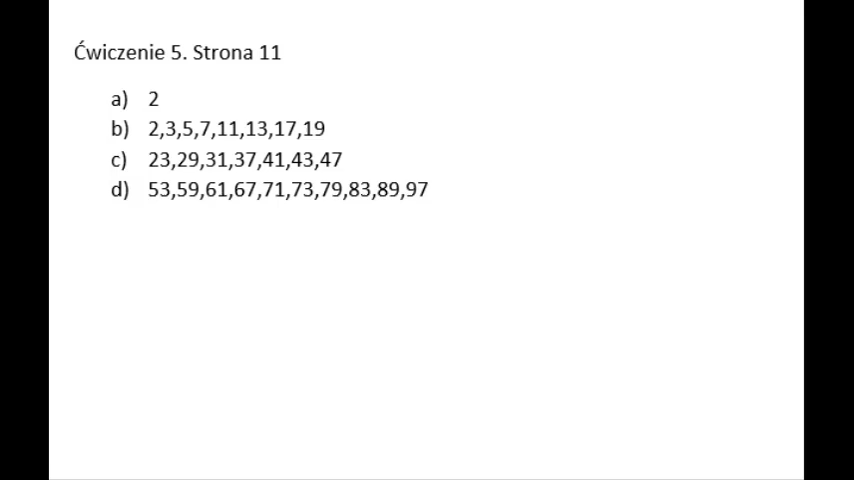 Ćwiczenie 5. Strona 11
a) 2
b) 2,3,5,7,11,13,17,19
c) 23,29,31,37,41,43,47
d) 53,59,61,67,71,73,79,83,89,97